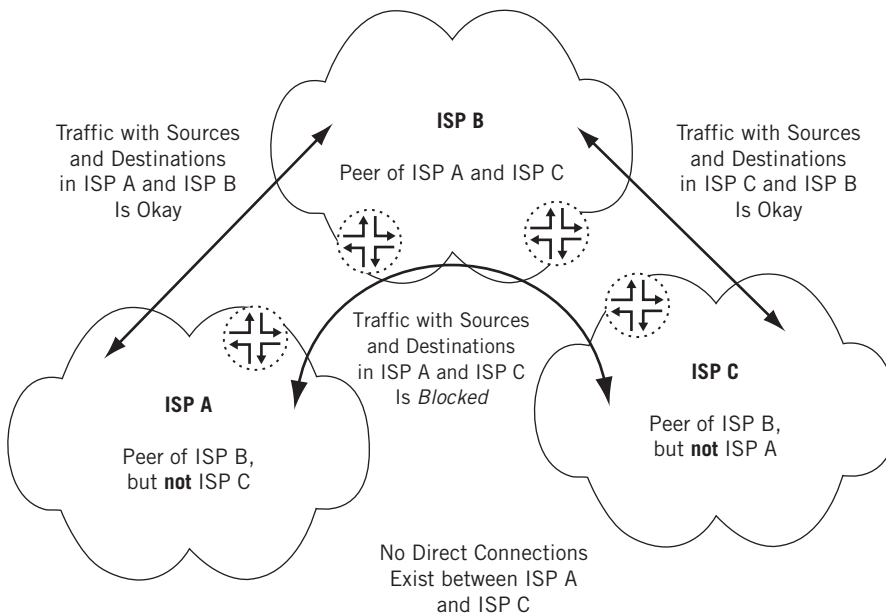 ISP B
Peer of ISP A and ISP C
Traffic with Sources
and Destinations
in ISP A and ISP B
Is Okay
Traffic with Sources
and Destinations
in ISP C and ISP B
Is Okay
Traffic with Sources
and Destinations
in ISP A and ISP C
Is Blocked
ISP A
Peer of ISP B,
but not ISP C
ISP C
Peer of ISP B,
but not ISP A
No Direct Connections
Exist between ISP A
and ISP C